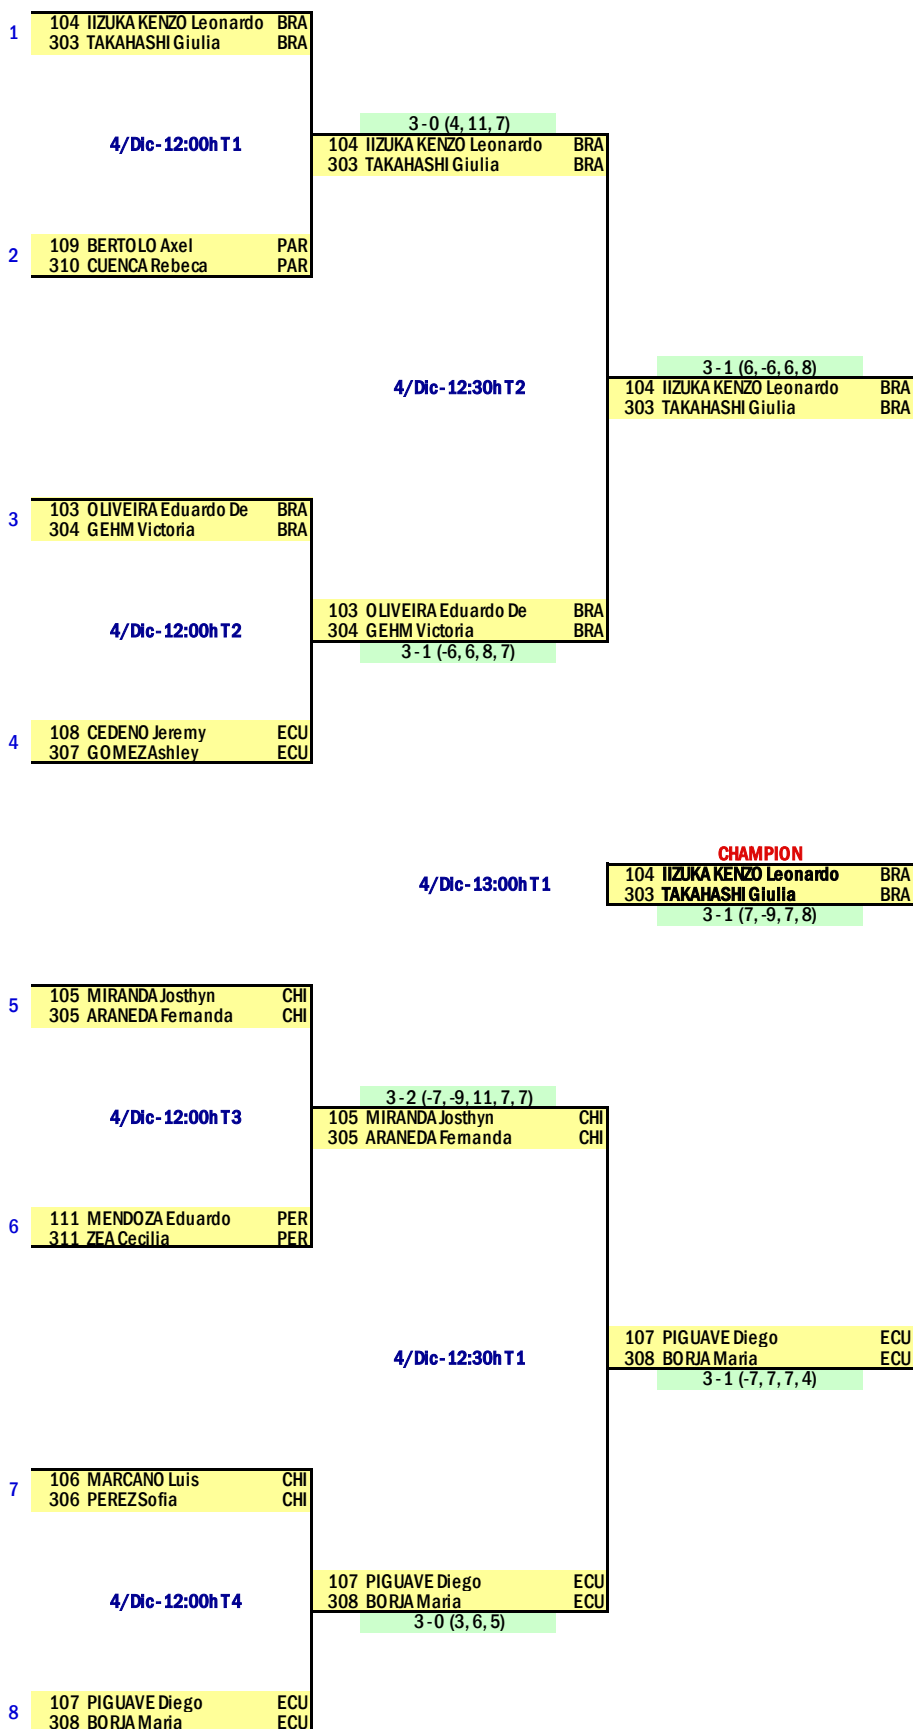 1
104 IIZUKA KENZO Leonardo BRA
303 TAKAHASHI Giulia BRA
3 - 0 (4, 11, 7)
4/Dic - 12:00h T1
104 IIZUKA KENZO Leonardo BRA
303 TAKAHASHI Giulia BRA
2
109 BERTOLO Axel PAR
310 CUENCA Rebeca PAR
3 - 1 (6, -6, 6, 8)
4/Dic - 12:30h T2
104 IIZUKA KENZO Leonardo BRA
303 TAKAHASHI Giulia BRA
3
103 OLIVEIRA Eduardo De BRA
304 GEHM Victoria BRA
4/Dic - 12:00h T2
103 OLIVEIRA Eduardo De BRA
304 GEHM Victoria BRA
3 - 1 (-6, 6, 8, 7)
4
108 CEDENO Jeremy ECU
307 GOMEZ Ashley ECU
CHAMPION
4/Dic - 13:00h T1
104 IIZUKA KENZO Leonardo BRA
303 TAKAHASHI Giulia BRA
3 - 1 (7, -9, 7, 8)
5
105 MIRANDA Josthyn CHI
305 ARANEDA Fernanda CHI
3 - 2 (-7, -9, 11, 7, 7)
4/Dic - 12:00h T3
105 MIRANDA Josthyn CHI
305 ARANEDA Fernanda CHI
6
111 MENDOZA Eduardo PER
311 ZEA Cecilia PER
4/Dic - 12:30h T1
107 PIGUAVE Diego ECU
308 BORJA Maria ECU
3 - 1 (-7, 7, 7, 4)
7
106 MARCANO Luis CHI
306 PEREZ Sofia CHI
4/Dic - 12:00h T4
107 PIGUAVE Diego ECU
308 BORJA Maria ECU
3 - 0 (3, 6, 5)
8
107 PIGUAVE Diego ECU
308 BORJA Maria ECU